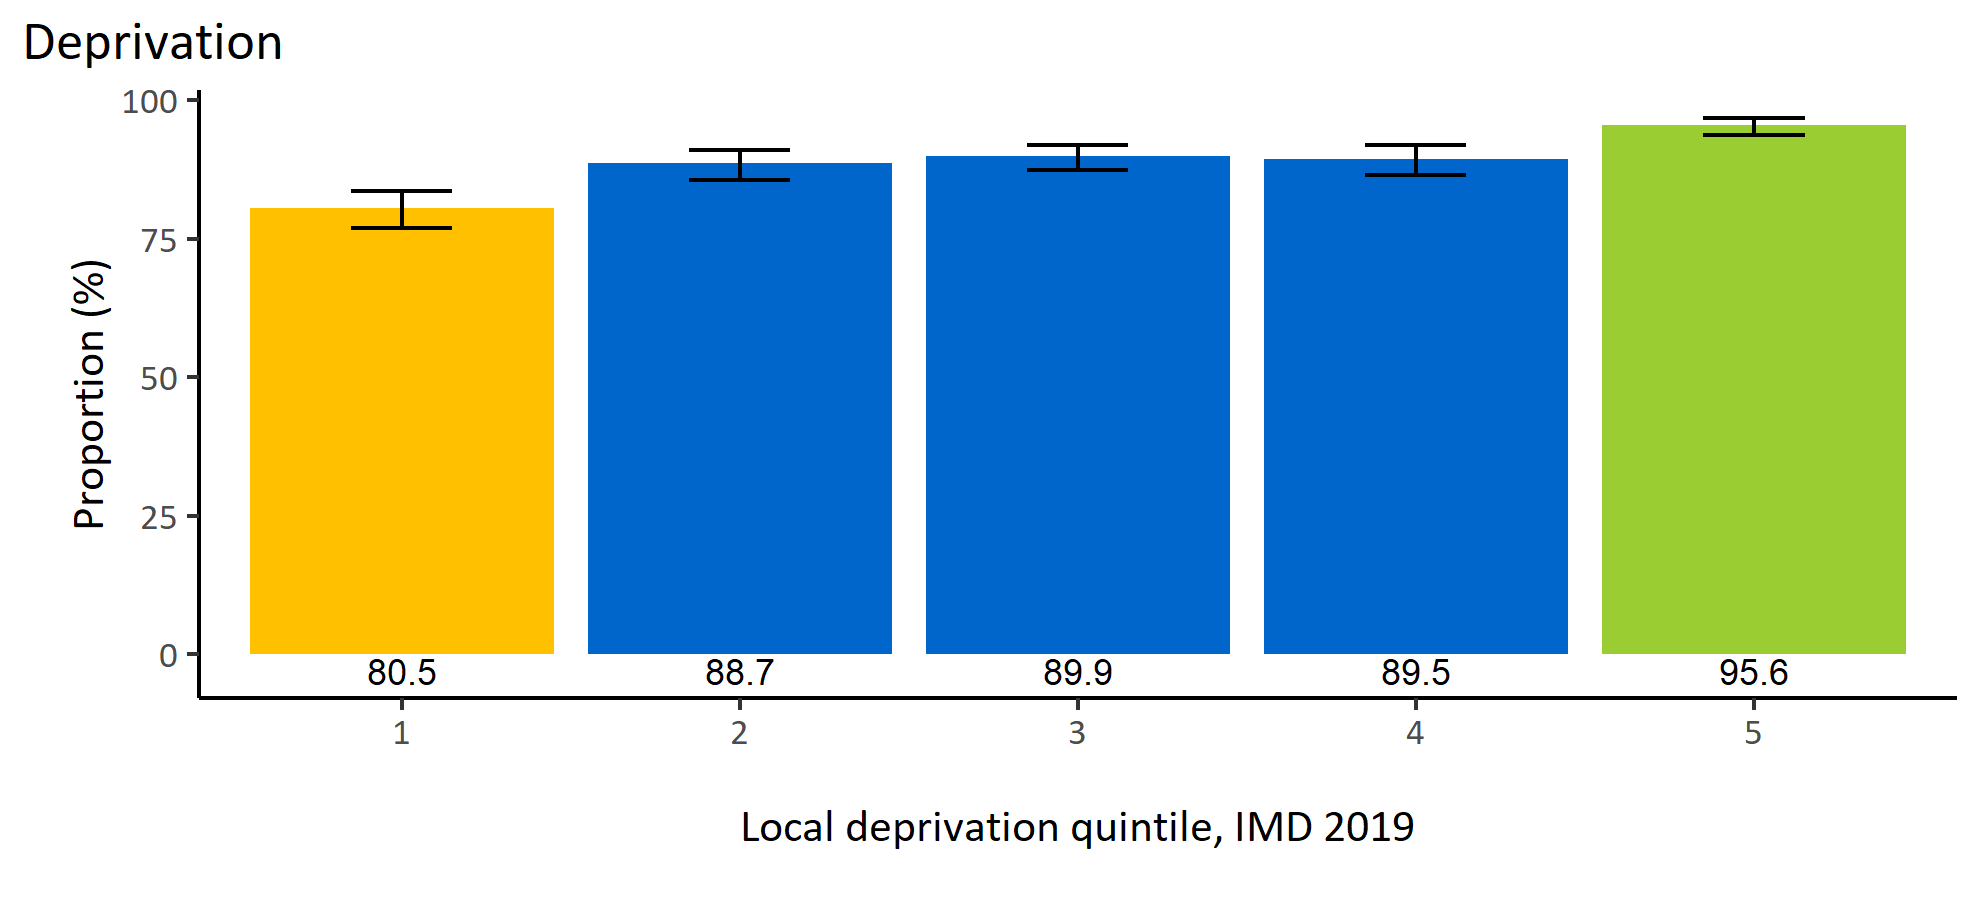 Deprivation
100
75
50
25
0
Proportion (%)
80.5 88.7 89.9 89.5 95.6
1 2 3 4 5
Local deprivation quintile, IMD 2019